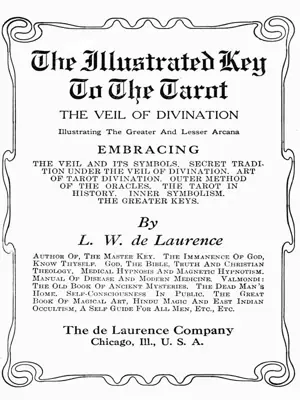 The Illustrated Key
To The Tarot
THE VEIL OF DIVINATION
Illustrating The Greater And Lesser Arcana
EMBRACING
THE VEIL AND ITS SYMBOLS. SECRET TRADI-
TION UNDER THE VEIL OF DIVINATION. ART
OF TAROT DIVINATION. OUTER METHOD
OF THE ORACLES. THE TAROT IN
HISTORY. INNER SYMBOLISM.
THE GREATER KEYS.
By
L. W. de Laurence
AUTHOR OF, THE MASTER KEY. THE IMMANENCE OF GOD,
KNOW THYSELF. GOD, THE BIBLE, TRUTH AND CHRISTIAN
THEOLOGY, MEDICAL HYPNOSIS AND MAGNETIC HYPNOTISM.
MANUAL OF DISEASE AND MODERN MEDICINE. VALMONDI:
THE OLD BOOK OF ANCIENT MYSTERIES. THE DEAD MAN'S
HOME. SELF-CONSCIOUSNESS IN PUBLIC. THE GREAT
BOOK OF MAGICAL ART, HINDU MAGIC AND EAST INDIAN
OCCULTISM, A SELF GUIDE FOR ALL MEN, ETC., ETC.
The de Laurence Company
Chicago, Ill., U. S. A.